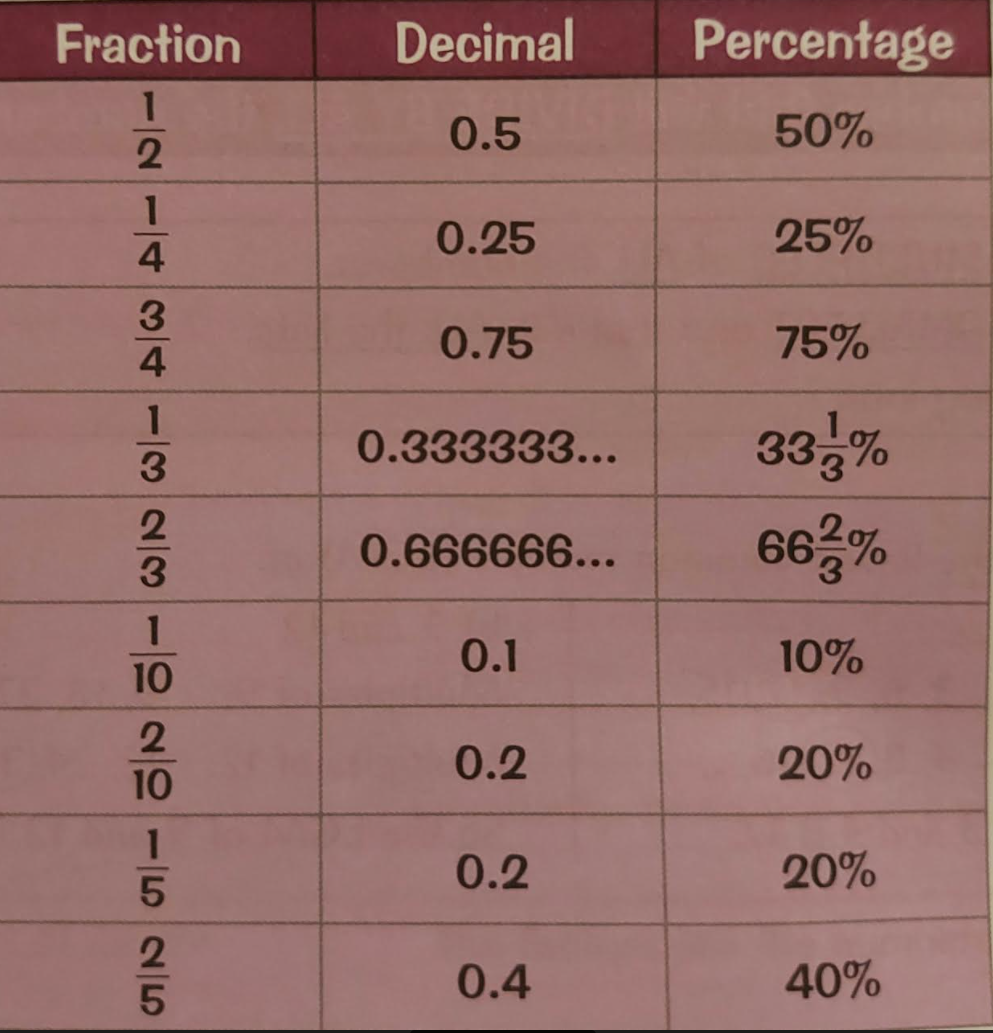 Fraction Decimal Percentage
1/2 0.5 50%
1/4 0.25 25%
3/4 0.75 75%
1/3 0.333333... 33 1/3%
2/3 0.666666... 66 2/3%
1/10 0.1 10%
2/10 0.2 20%
1/5 0.2 20%
2/5 0.4 40%